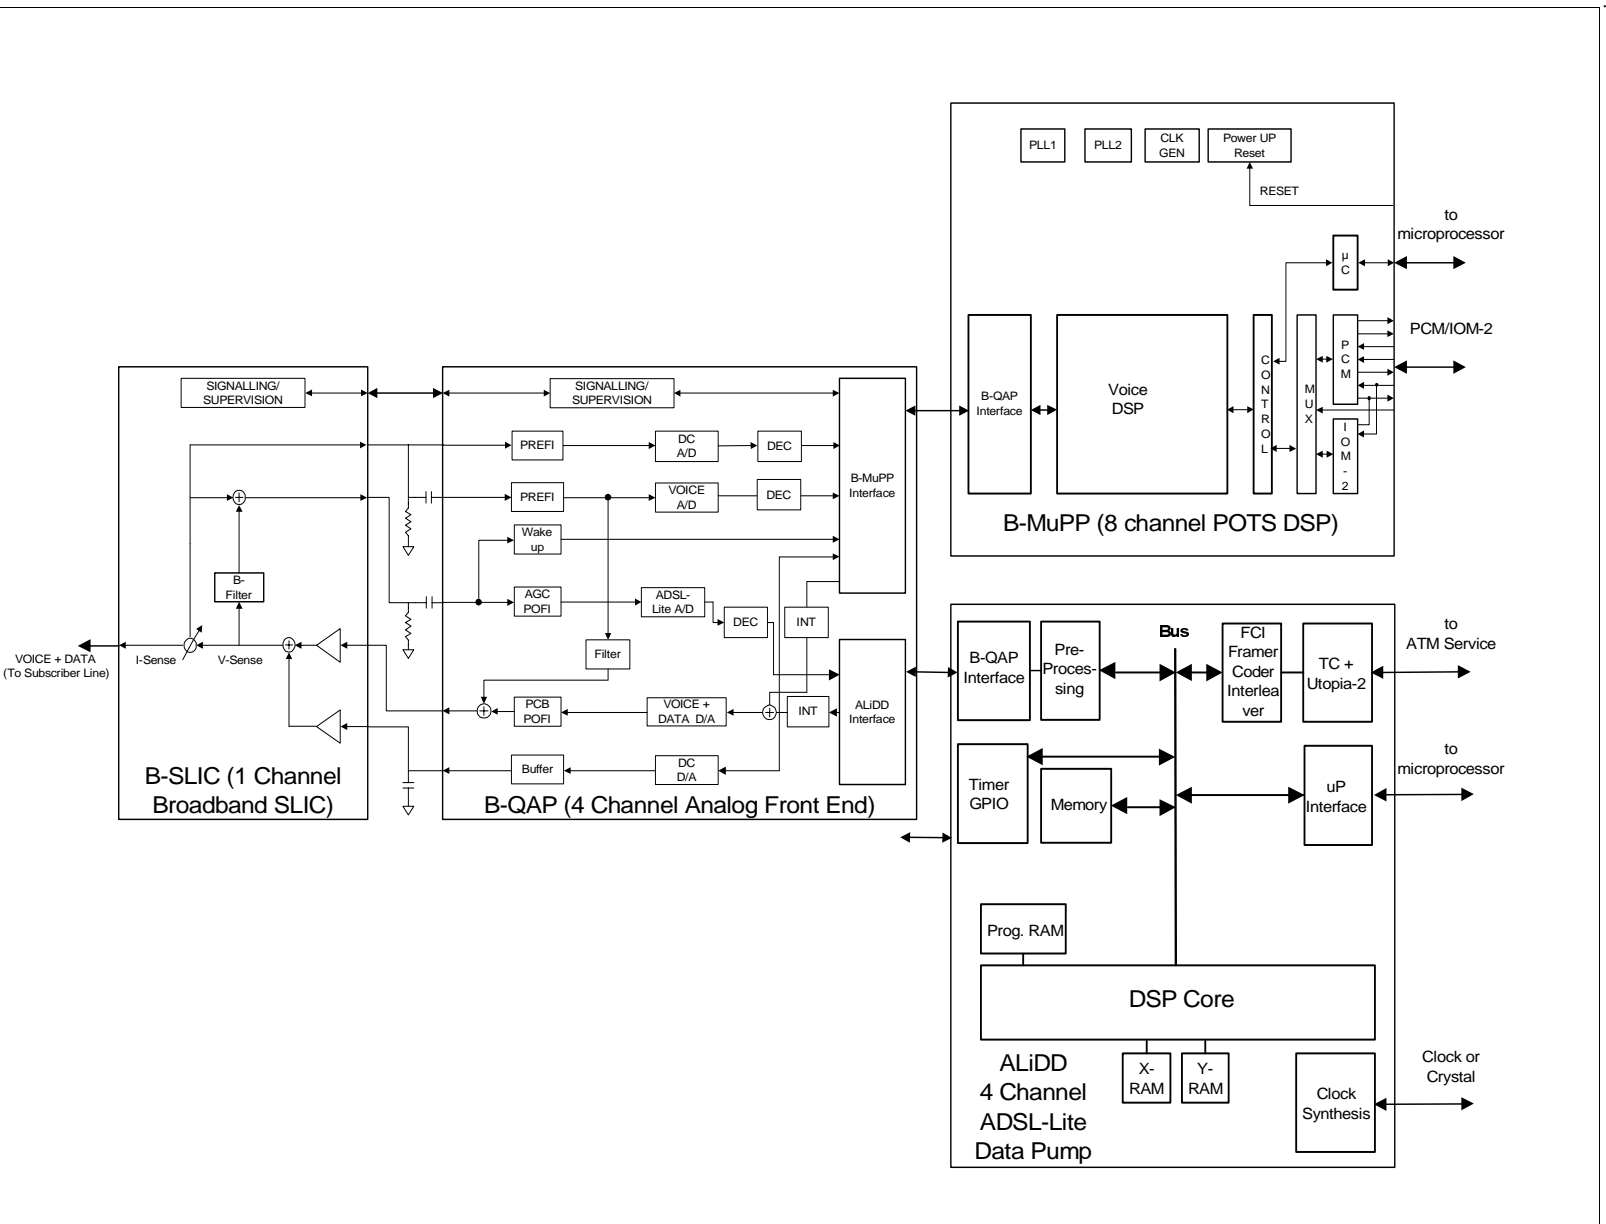 PLL1
PLL2
CLK
GEN
Power UP
Reset
RESET
to
microprocessor
µ
C
PCM/IOM-2
B-QAP
Interface
Voice
DSP
C
O
N
T
R
O
L
M
U
X
P
C
M
I
O
M
-
2
B-MuPP (8 channel POTS DSP)
SIGNALLING/
SUPERVISION
B-
Filter
I-Sense
V-Sense
VOICE + DATA
(To Subscriber Line)
B-SLIC (1 Channel
Broadband SLIC)
SIGNALLING/
SUPERVISION
PREFI
DC
A/D
DEC
PREFI
VOICE
A/D
DEC
B-MuPP
Interface
Wake
up
AGC
POFI
ADSL-
Lite A/D
DEC
INT
Filter
PCB
POFI
VOICE +
DATA D/A
INT
ALiDD
Interface
Buffer
DC
D/A
B-QAP (4 Channel Analog Front End)
B-QAP
Interface
Pre-
Proces-
sing
Bus
FCI
Framer
Coder
Interlea
ver
TC +
Utopia-2
to
ATM Service
Timer
GPIO
Memory
uP
Interface
to
microprocessor
Prog. RAM
DSP Core
X-
RAM
Y-
RAM
ALiDD
4 Channel
ADSL-Lite
Data Pump
Clock
Synthesis
Clock or
Crystal